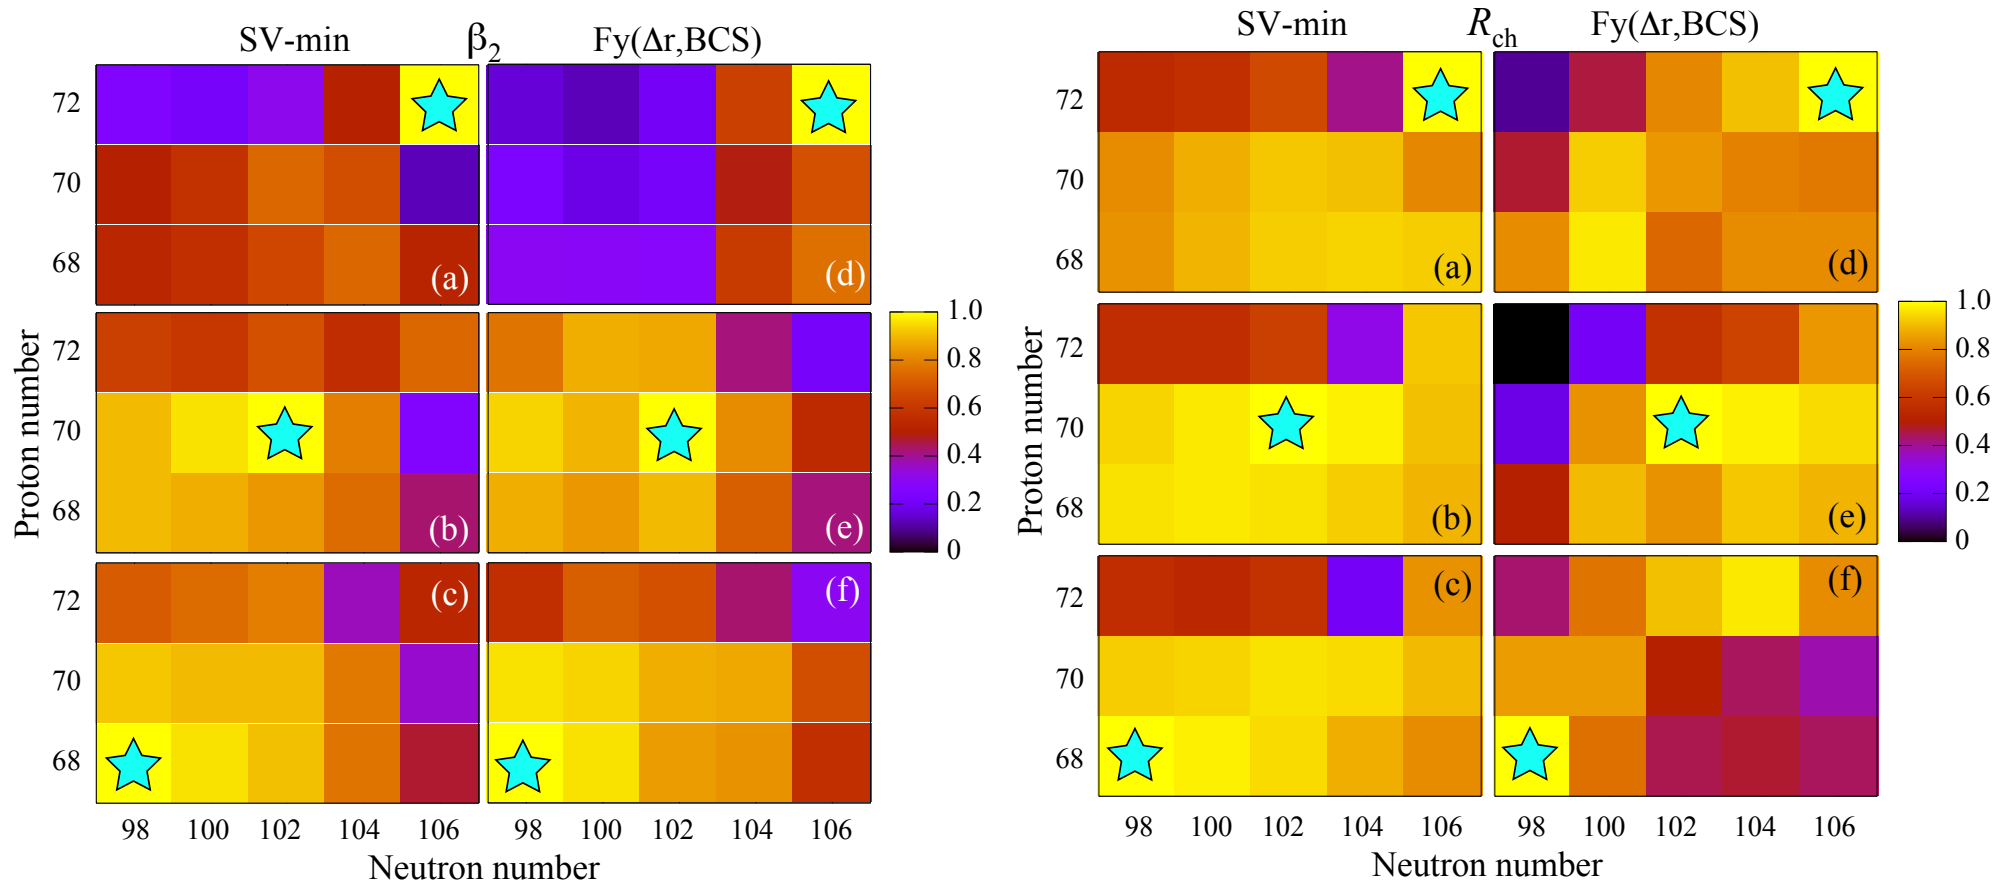 SV-min β2 Fy(Δr,BCS)
72
70
68
(a)
(d)
72
70
68
(b)
(e)
72
70
68
(c)
(f)
Proton number
1.0
0.8
0.6
0.4
0.2
0
98 100 102 104 106 98 100 102 104 106
Neutron number
SV-min Rch Fy(Δr,BCS)
72
70
68
(a)
(d)
72
70
68
(b)
(e)
72
70
68
(c)
(f)
Proton number
1.0
0.8
0.6
0.4
0.2
0
98 100 102 104 106 98 100 102 104 106
Neutron number